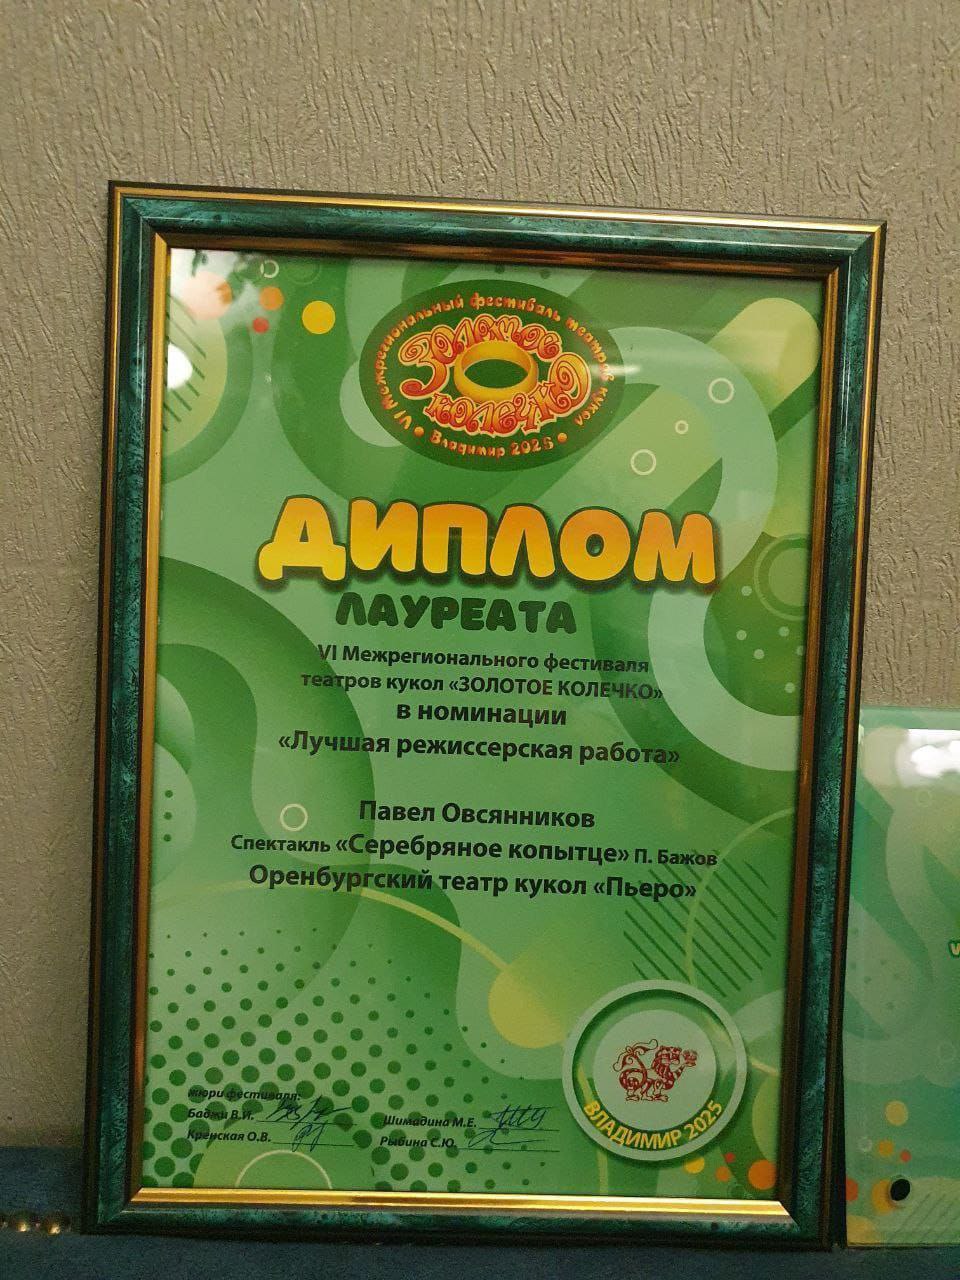 VI Межрегиональный фестиваль театров кукол
Золотое
колечко
Владимир 2025
ДИПЛОМ
ЛАУРЕАТА
VI Межрегионального фестиваля
театров кукол «ЗОЛОТОЕ КОЛЕЧКО»
в номинации
«Лучшая режиссерская работа»
Павел Овсянников
Спектакль «Серебряное копытце» П. Бажов
Оренбургский театр кукол «Пьеро»
жюри фестиваля:
Баджи В.И. Шимадина М.Е.
Кренская О.В. Рыбина С.Ю.
ВЛАДИМИР 2025